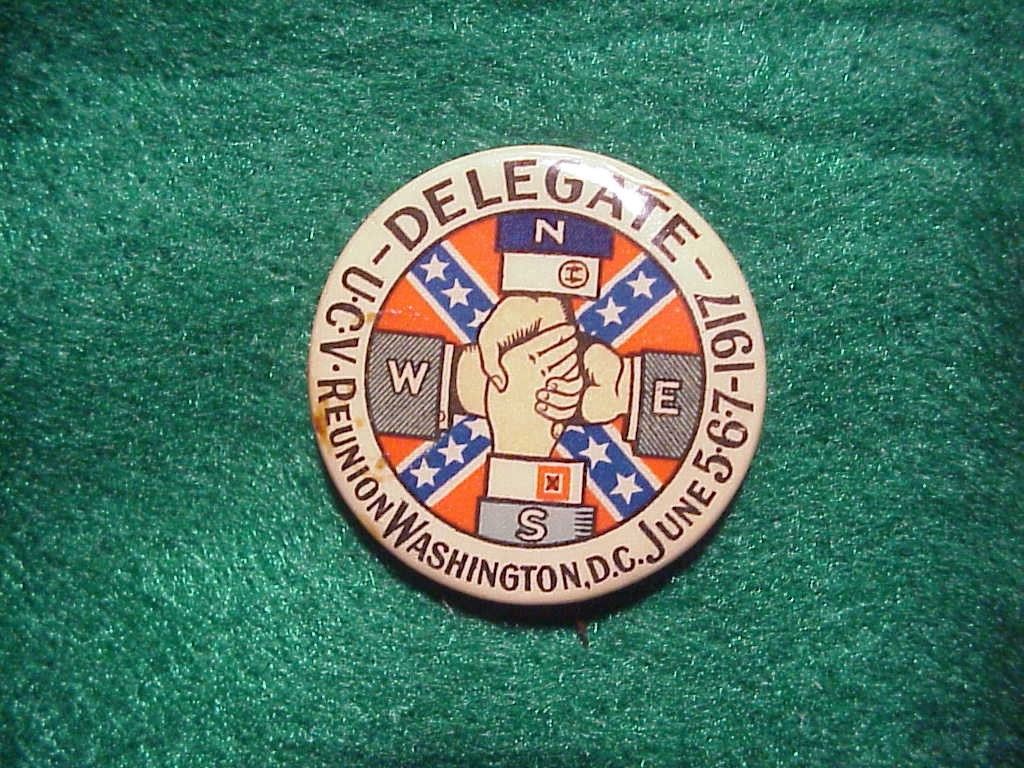 -DELEGATE-
U·C·V·REUNION WASHINGTON, D.C. JUNE 5·6·7-1917
N
W
E
S